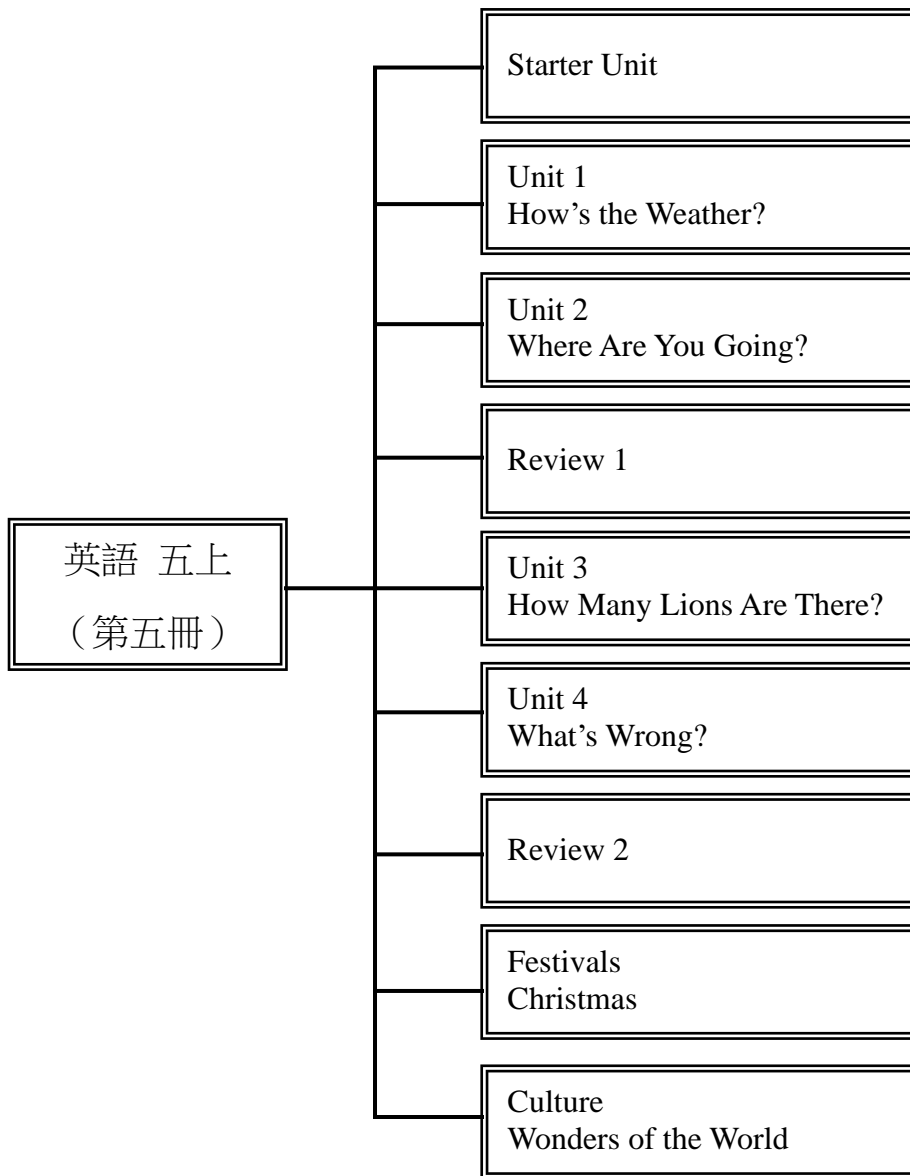 Starter Unit
Unit 1
How’s the Weather?
Unit 2
Where Are You Going?
Review 1
英語 五上
（第五冊）
Unit 3
How Many Lions Are There?
Unit 4
What’s Wrong?
Review 2
Festivals
Christmas
Culture
Wonders of the World